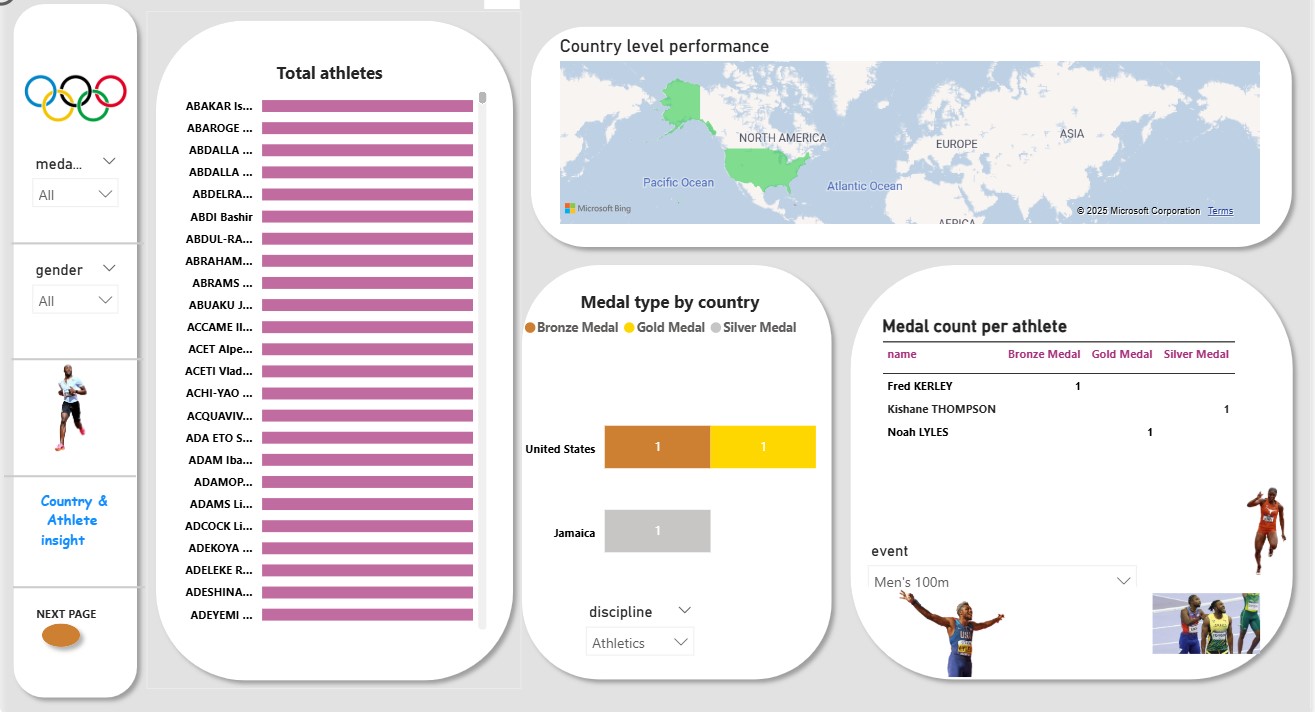 meda...
All
gender
All
Country &
Athlete
insight
NEXT PAGE
Total athletes
ABAKAR Is...
ABAROGE ...
ABDALLA ...
ABDALLA ...
ABDELRA...
ABDI Bashir
ABDUL-RA...
ABRAHAM...
ABRAMS ...
ABUAKU J...
ACCAME II...
ACET Alpe...
ACETI Vlad...
ACHI-YAO ...
ACQUAVIV...
ADA ETO S...
ADAM Iba...
ADAMOP...
ADAMS Li...
ADCOCK Li...
ADEKOYA ...
ADELEKE R...
ADESHINA...
ADEYEMI ...
Country level performance
NORTH AMERICA
EUROPE
ASIA
Pacific Ocean
Atlantic Ocean
AFRICA
Microsoft Bing
© 2025 Microsoft Corporation Terms
Medal type by country
Bronze Medal Gold Medal Silver Medal
United States 1 1
Jamaica 1
discipline
Athletics
Medal count per athlete
name Bronze Medal Gold Medal Silver Medal
Fred KERLEY 1
Kishane THOMPSON 1
Noah LYLES 1
event
Men's 100m